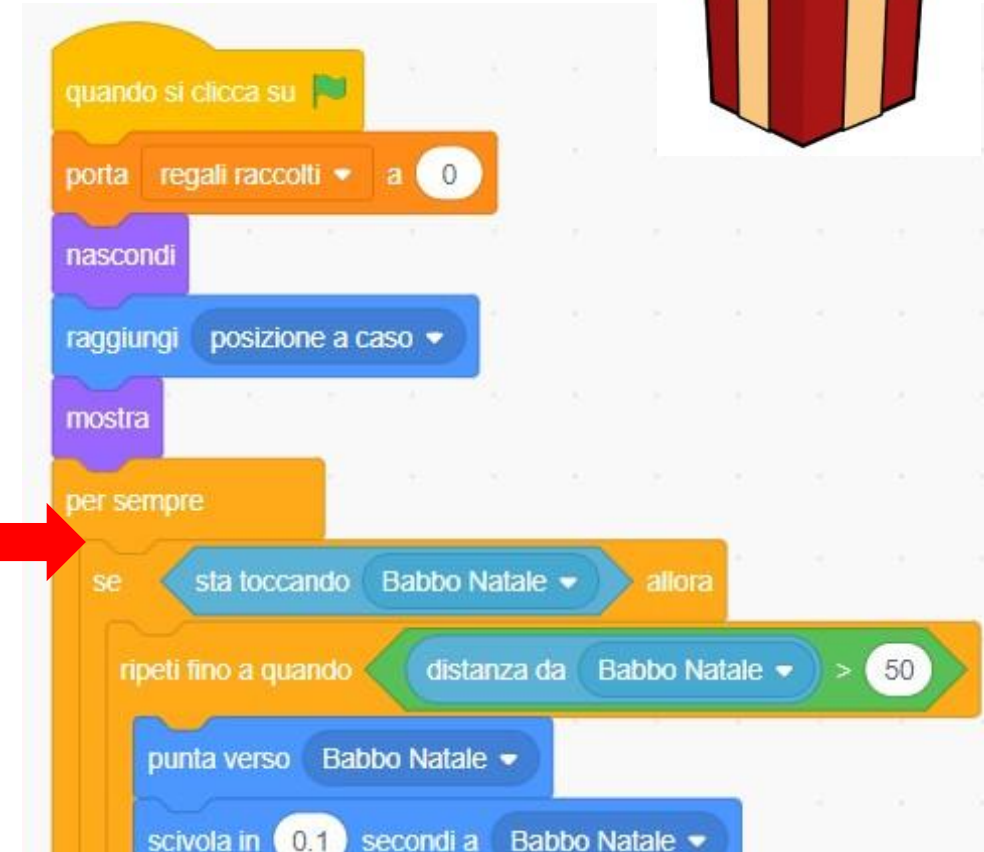 quando si clicca su
porta regali raccolti a 0
nascondi
raggiungi posizione a caso
mostra
per sempre
se sta toccando Babbo Natale allora
ripeti fino a quando distanza da Babbo Natale > 50
punta verso Babbo Natale
scivola in 0.1 secondi a Babbo Natale